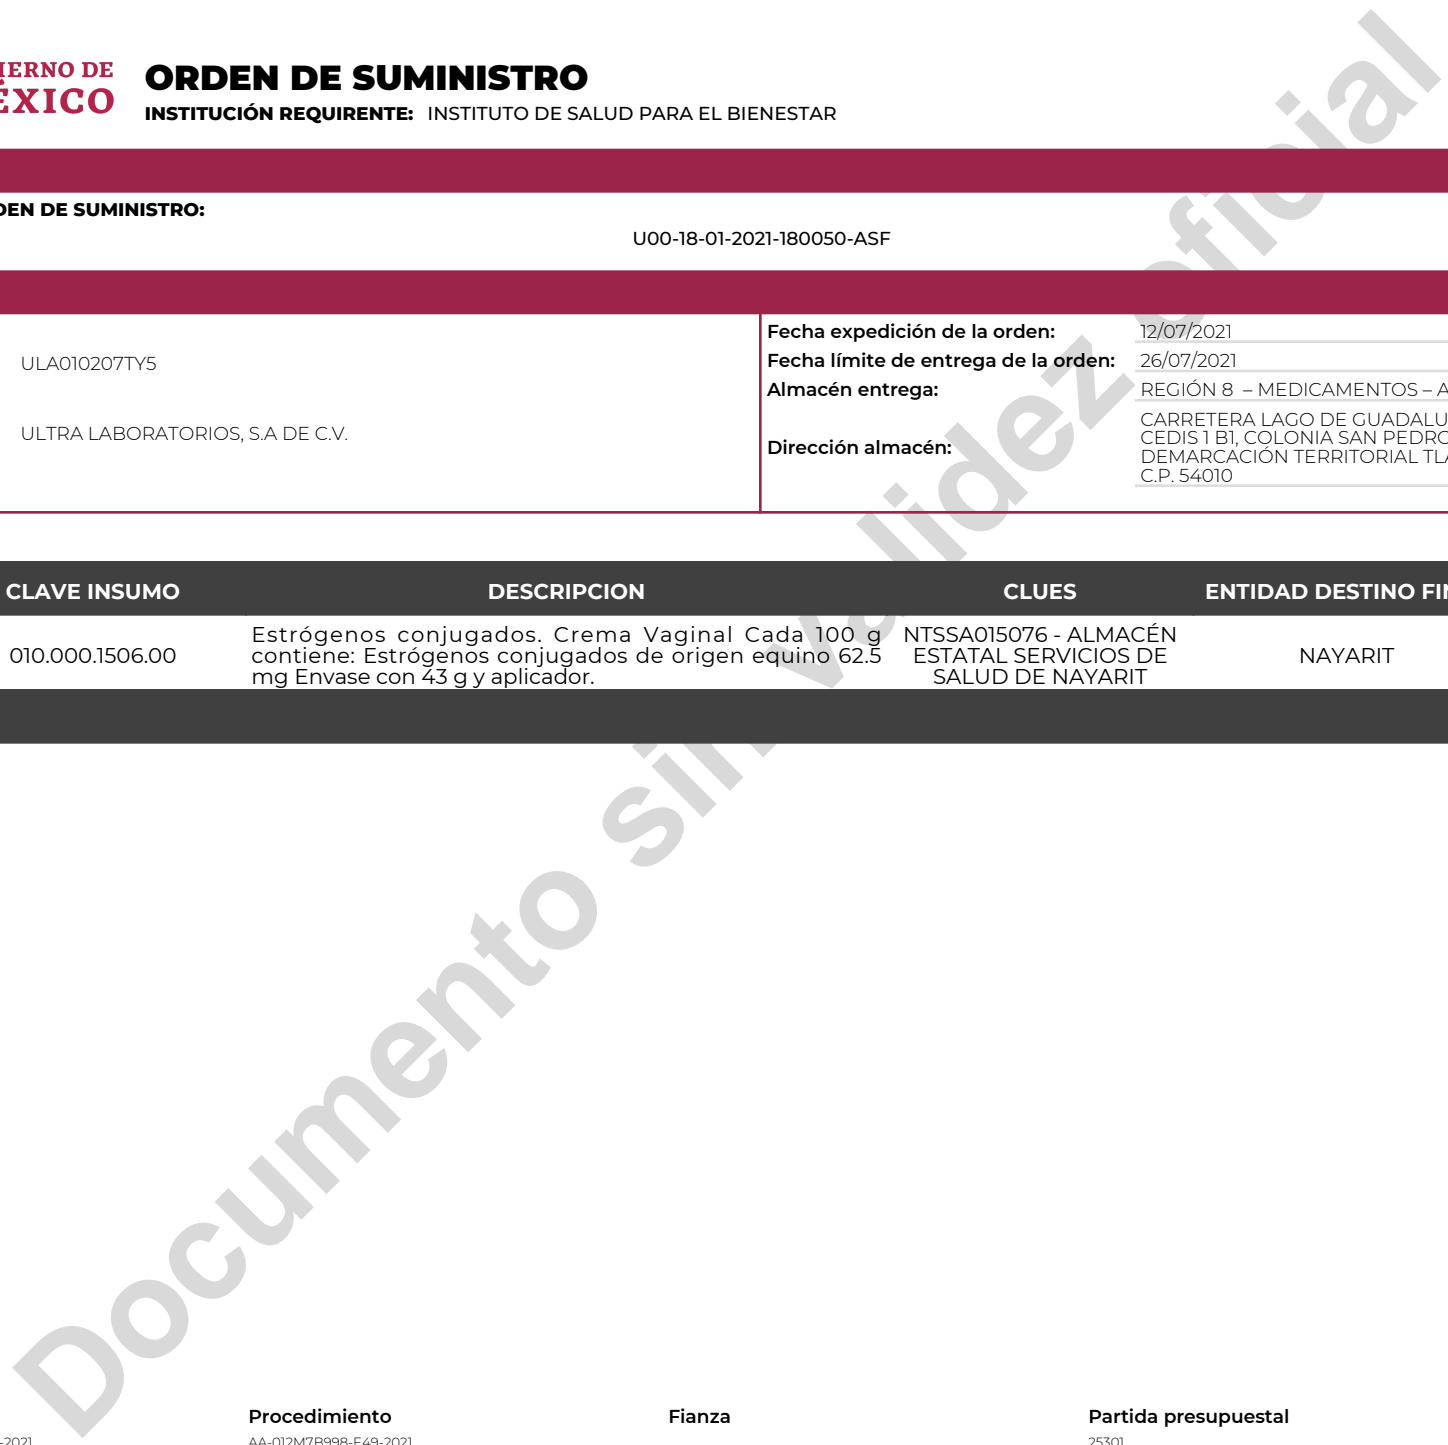 IERNO DE
ÉXICO
ORDEN DE SUMINISTRO
INSTITUCIÓN REQUIRENTE: INSTITUTO DE SALUD PARA EL BIENESTAR
DEN DE SUMINISTRO:
U00-18-01-2021-180050-ASF
ULA010207TY5
ULTRA LABORATORIOS, S.A DE C.V.
Fecha expedición de la orden: 12/07/2021
Fecha límite de entrega de la orden: 26/07/2021
Almacén entrega: REGIÓN 8 – MEDICAMENTOS – A
Dirección almacén:
CARRETERA LAGO DE GUADALU
CEDIS 1 B1, COLONIA SAN PEDRO
DEMARCACIÓN TERRITORIAL TLA
C.P. 54010
CLAVE INSUMO DESCRIPCION CLUES ENTIDAD DESTINO FIN
010.000.1506.00
Estrógenos conjugados. Crema Vaginal Cada 100 g
contiene: Estrógenos conjugados de origen equino 62.5
mg Envase con 43 g y aplicador.
NTSSA015076 - ALMACÉN
ESTATAL SERVICIOS DE
SALUD DE NAYARIT
NAYARIT
Documento sin validez oficial
Procedimiento Fianza Partida presupuestal
-2021 AA-012M7B998-E49-2021 25301